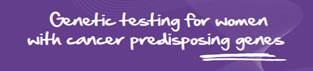 Genetic testing for women
with cancer predisposing genes